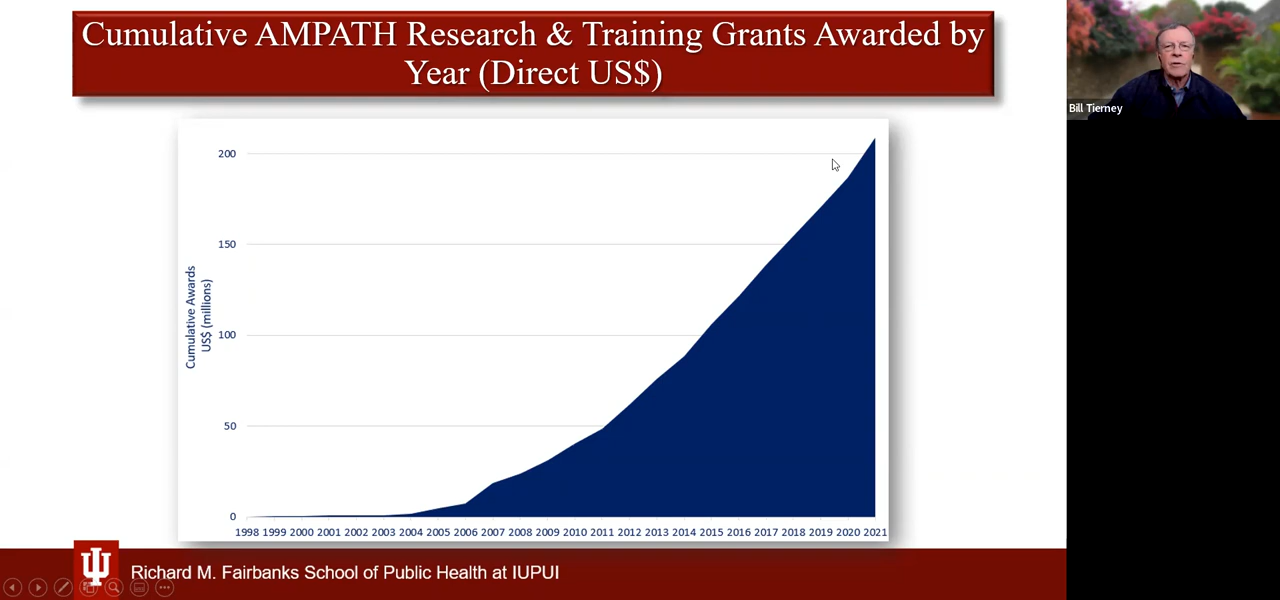 Cumulative AMPATH Research & Training Grants Awarded by
Year (Direct US$)
Bill Tierney
Cumulative Awards
US$ (millions)
200
150
100
50
0
1998 1999 2000 2001 2002 2003 2004 2005 2006 2007 2008 2009 2010 2011 2012 2013 2014 2015 2016 2017 2018 2019 2020 2021
Richard M. Fairbanks School of Public Health at IUPUI